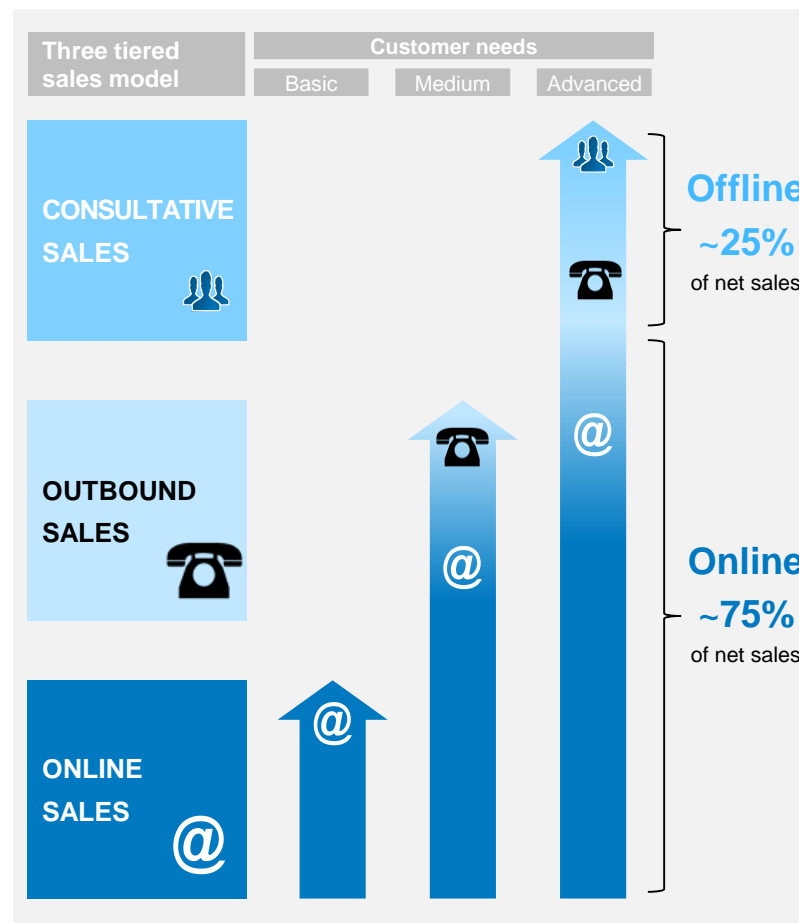 Three tiered
sales model
Customer needs
Basic
Medium
Advanced
CONSULTATIVE
SALES
Offline
~25%
of net sales
OUTBOUND
SALES
@
@
Online
~75%
of net sales
@
ONLINE
SALES
@